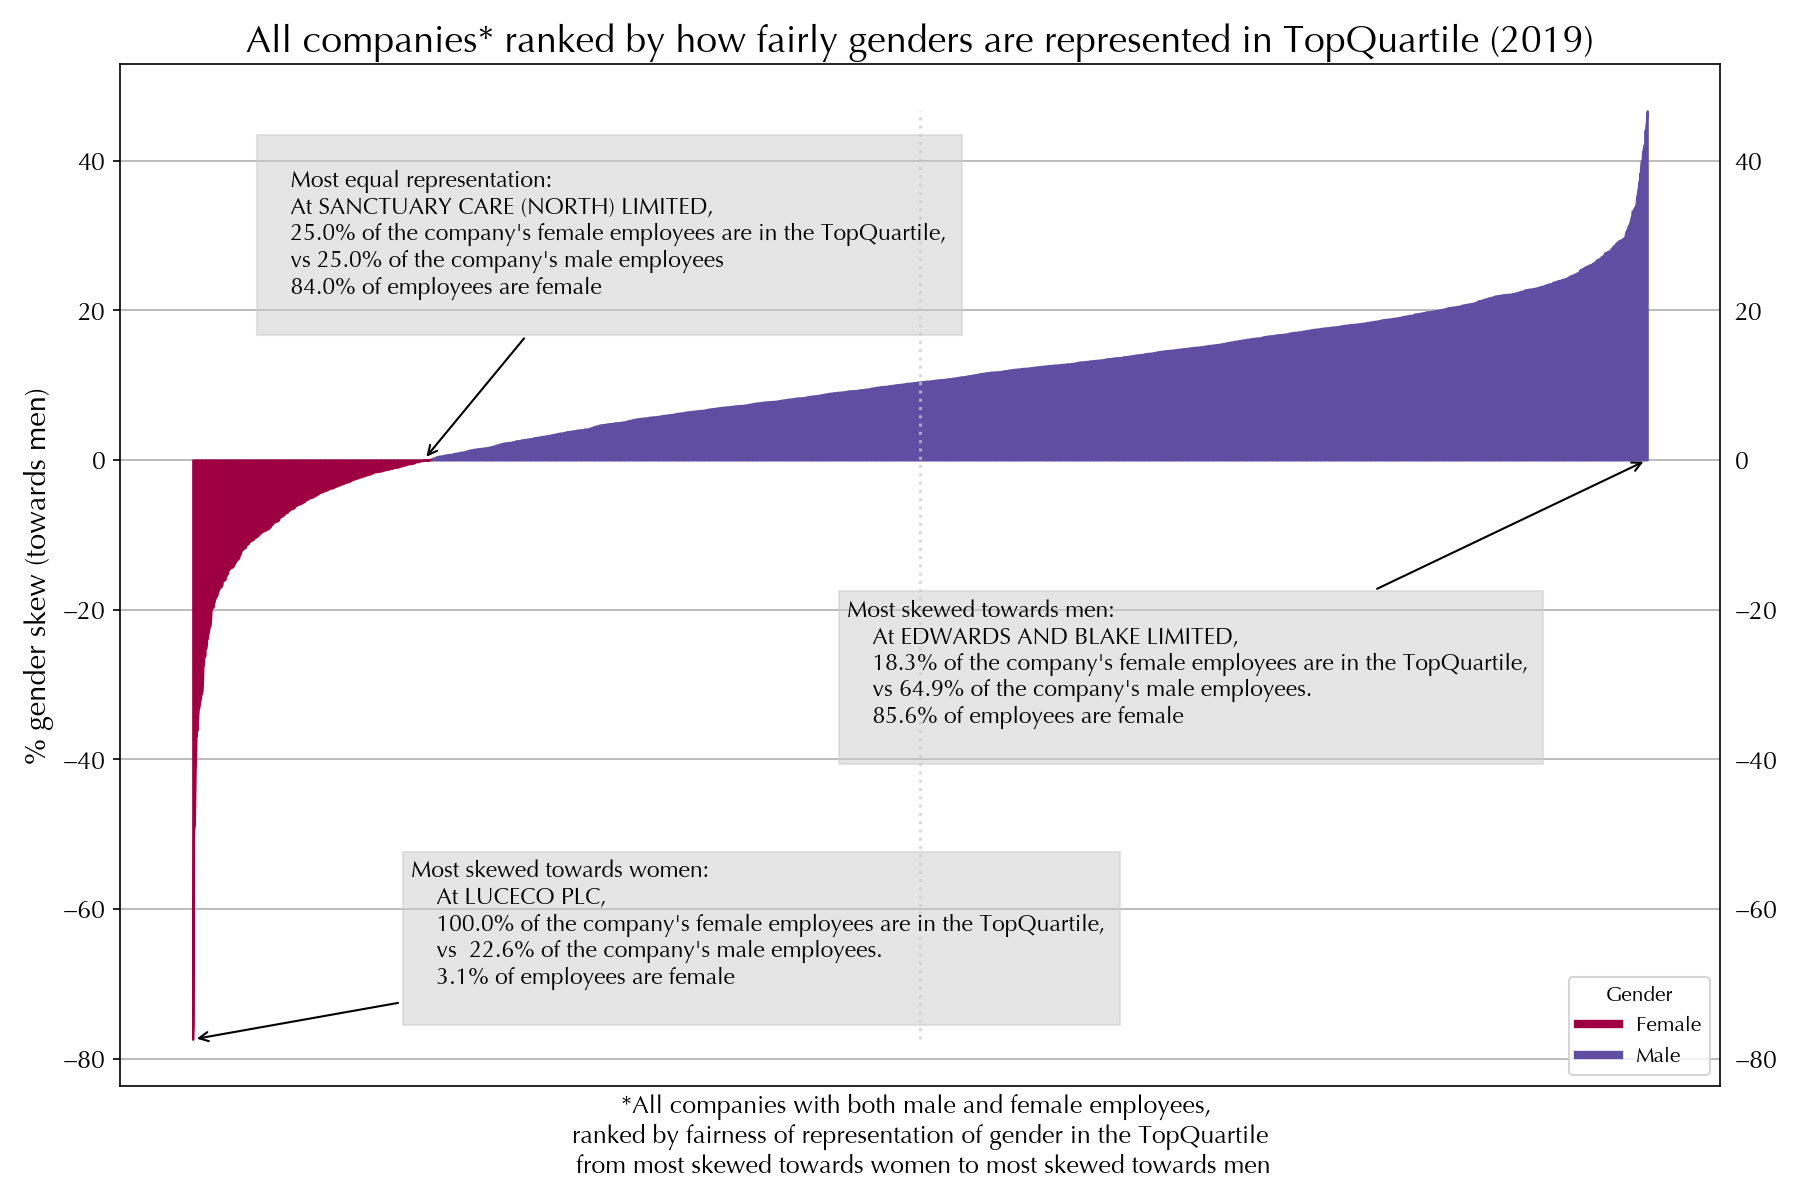 All companies* ranked by how fairly genders are represented in TopQuartile (2019)
% gender skew (towards men)
40
20
0
–20
–40
–60
–80
40
20
0
–20
–40
–60
–80
Most equal representation:
At SANCTUARY CARE (NORTH) LIMITED,
25.0% of the company's female employees are in the TopQuartile,
vs 25.0% of the company's male employees
84.0% of employees are female
Most skewed towards men:
At EDWARDS AND BLAKE LIMITED,
18.3% of the company's female employees are in the TopQuartile,
vs 64.9% of the company's male employees.
85.6% of employees are female
Most skewed towards women:
At LUCECO PLC,
100.0% of the company's female employees are in the TopQuartile,
vs  22.6% of the company's male employees.
3.1% of employees are female
Gender
Female
Male
*All companies with both male and female employees,
ranked by fairness of representation of gender in the TopQuartile
from most skewed towards women to most skewed towards men